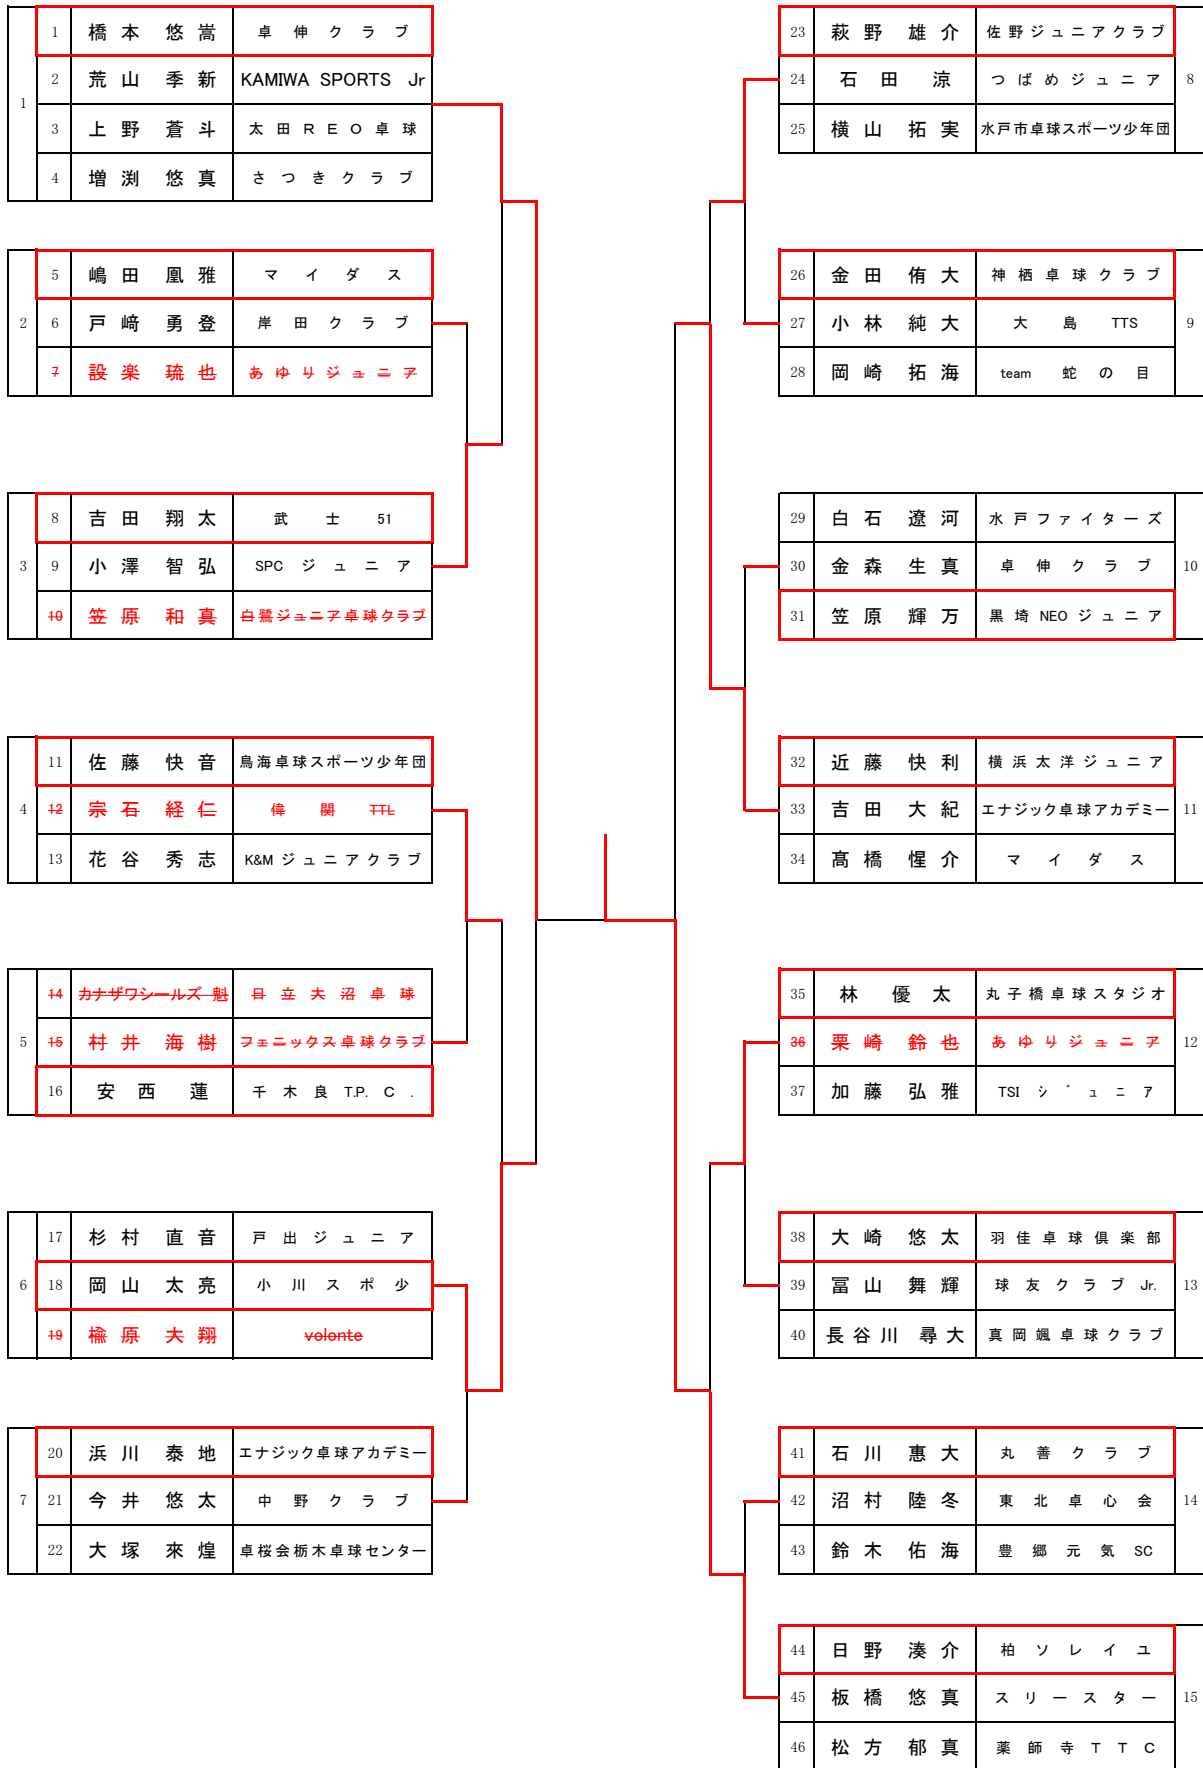 1
1 橋本 悠嵩 卓伸クラブ
2 荒山 季新 KAMIWA SPORTS Jr
3 上野 蒼斗 太田REO卓球
4 増渕 悠真 さつきクラブ
2
5 嶋田 凰雅 マイダス
6 戸﨑 勇登 岸田クラブ
7 設楽 琉也 あゆりジュニア
3
8 吉田 翔太 武士 51
9 小澤 智弘 SPC ジュニア
10 笠原 和真 白鷺ジュニア卓球クラブ
4
11 佐藤 快音 鳥海卓球スポーツ少年団
12 宗石 経仁 偉関 TTL
13 花谷 秀志 K&M ジュニアクラブ
5
14 カナザワシールズ 魁 日立大沼卓球
15 村井 海樹 フェニックス卓球クラブ
16 安西 蓮 千木良 T.P. C .
6
17 杉村 直音 戸出ジュニア
18 岡山 太亮 小川スポ少
19 楡原 大翔 volonte
7
20 浜川 泰地 エナジック卓球アカデミー
21 今井 悠太 中野クラブ
22 大塚 來煌 卓桜会栃木卓球センター
23 萩野 雄介 佐野ジュニアクラブ
24 石田 涼 つばめジュニア
25 横山 拓実 水戸市卓球スポーツ少年団
8
26 金田 侑大 神栖卓球クラブ
27 小林 純大 大島 TTS
28 岡崎 拓海 team 蛇の目
9
29 白石 遼河 水戸ファイターズ
30 金森 生真 卓伸クラブ
31 笠原 輝万 黒埼 NEO ジュニア
10
32 近藤 快利 横浜太洋ジュニア
33 吉田 大紀 エナジック卓球アカデミー
34 髙橋 惺介 マイダス
11
35 林 優太 丸子橋卓球スタジオ
36 栗崎 鈴也 あゆりジュニア
37 加藤 弘雅 TSI ジュニア
12
38 大崎 悠太 羽佳卓球倶楽部
39 冨山 舞輝 球友クラブ Jr.
40 長谷川 尋大 真岡颯卓球クラブ
13
41 石川 惠大 丸善クラブ
42 沼村 陸冬 東北卓心会
43 鈴木 佑海 豊郷元気 SC
14
44 日野 湊介 柏ソレイユ
45 板橋 悠真 スリースター
46 松方 郁真 薬師寺TTC
15